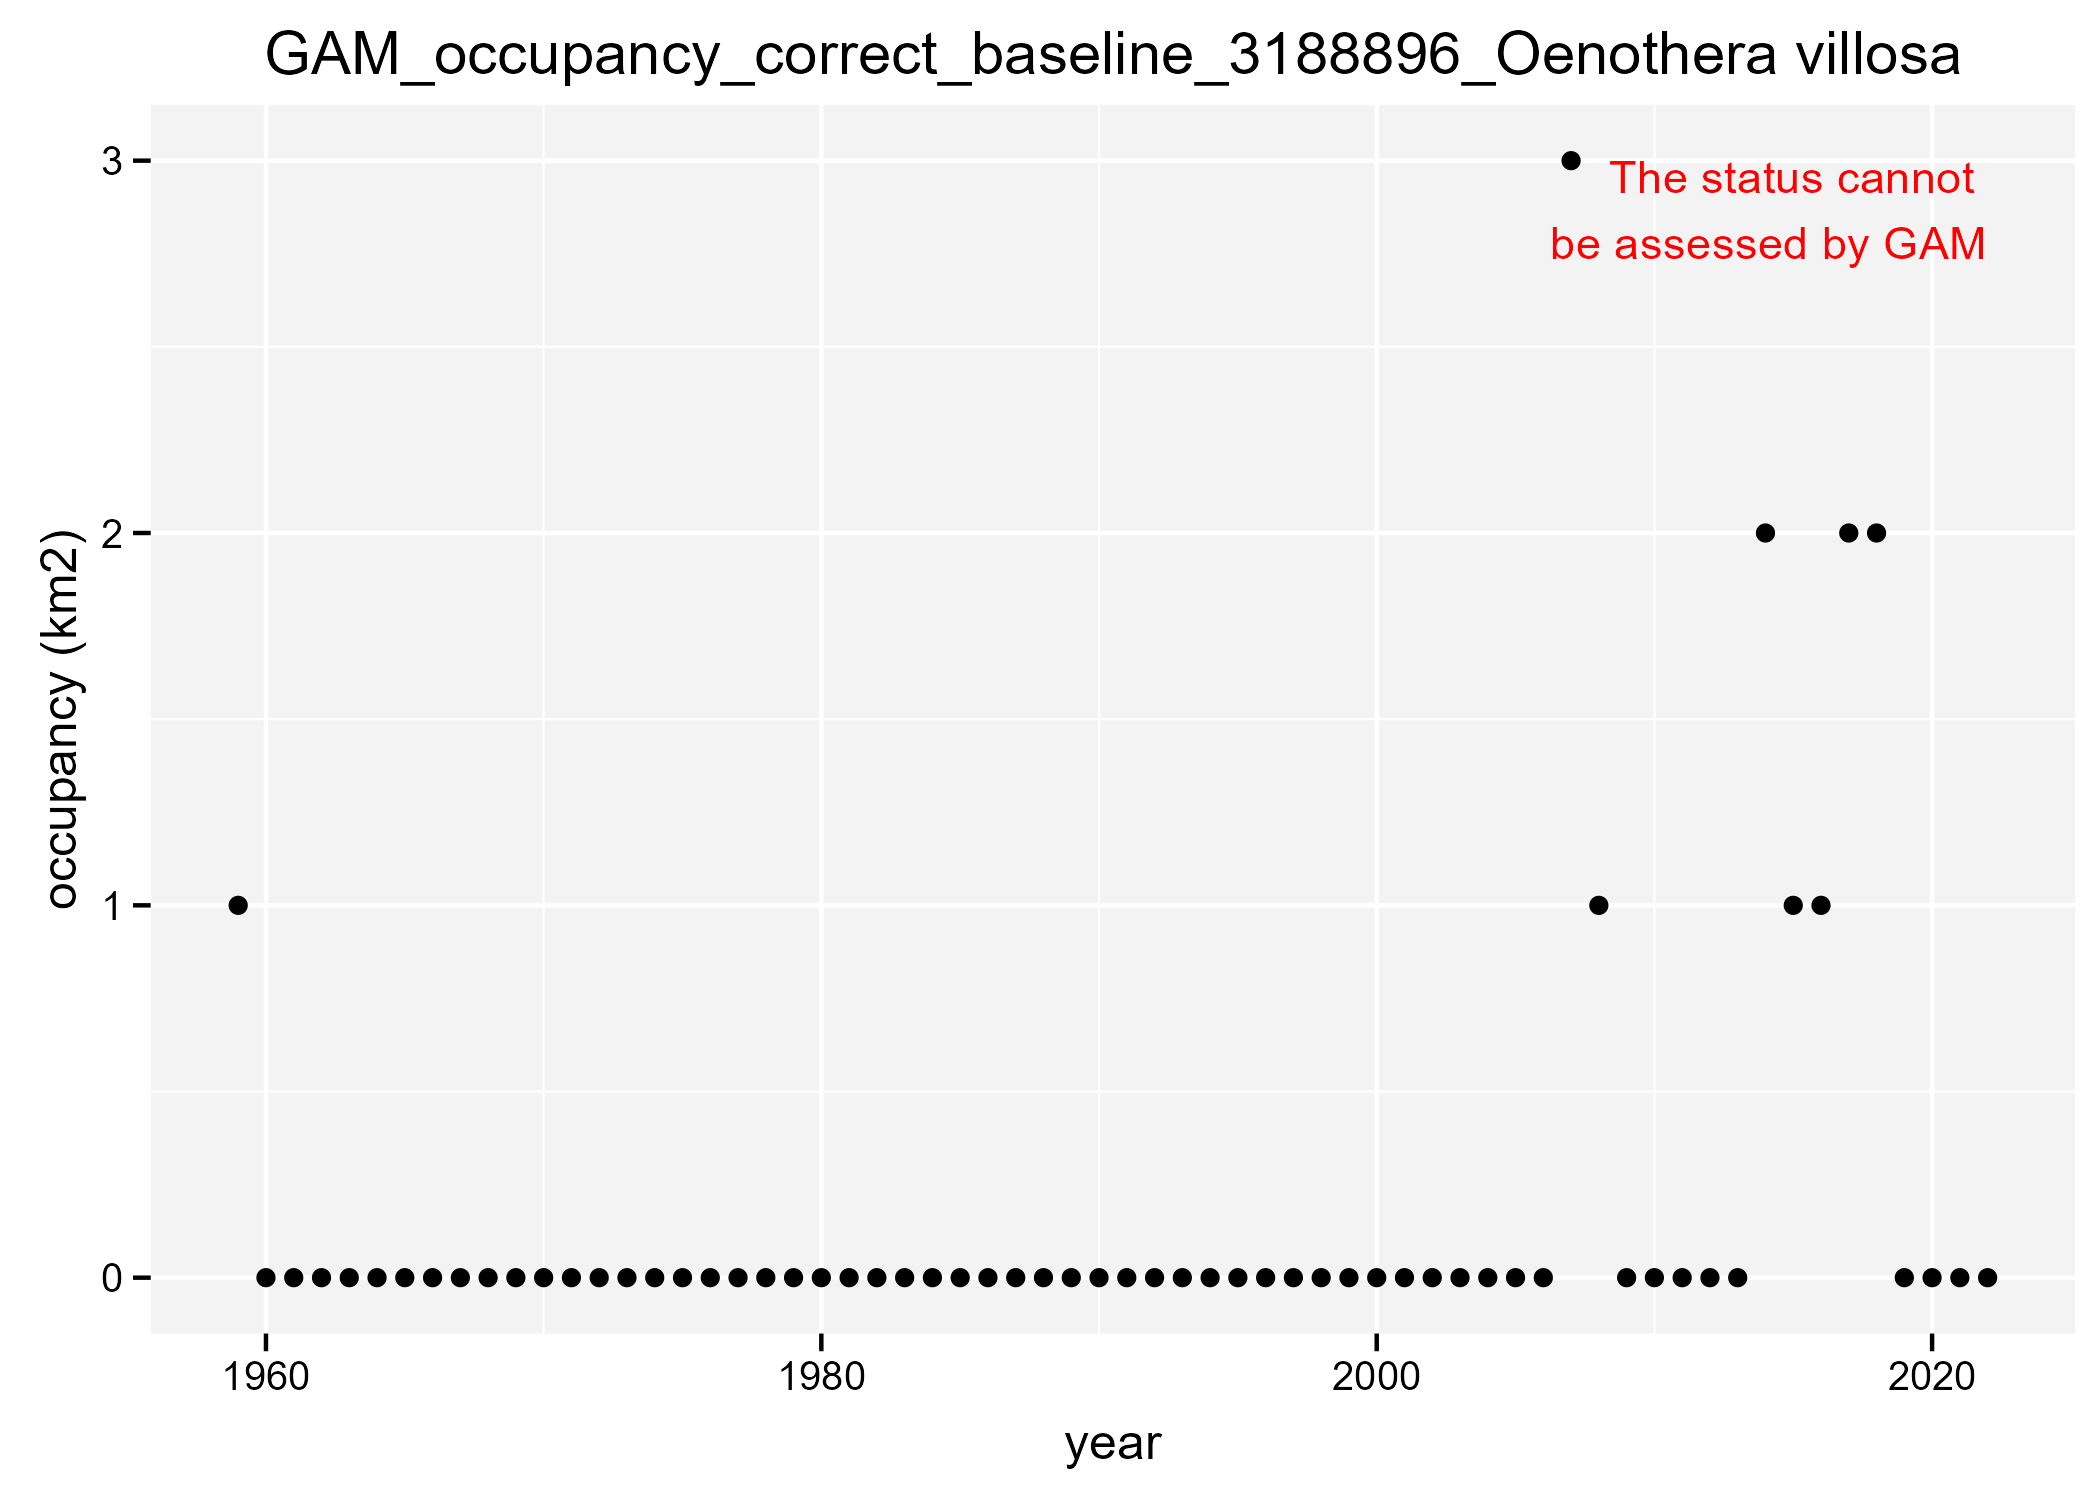 GAM_occupancy_correct_baseline_3188896_Oenothera villosa
3
The status cannot
be assessed by GAM
2
occupancy (km2)
1
0
1960 1980 2000 2020
year